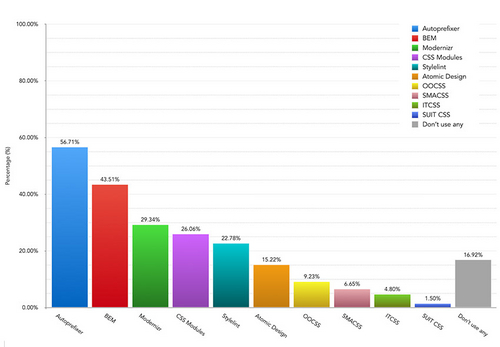 100.00%
80.00%
60.00%
40.00%
20.00%
0.00%
Percentage (%)
Autoprefixer
BEM
Modernizr
CSS Modules
Stylelint
Atomic Design
OOCSS
SMACSS
ITCSS
SUIT CSS
Don't use any
56.71%
43.51%
29.34%
26.06%
22.78%
15.22%
9.23%
6.65%
4.80%
1.50%
16.92%
Autoprefixer
BEM
Modernizr
CSS Modules
Stylelint
Atomic Design
OOCSS
SMACSS
ITCSS
SUIT CSS
Don't use any